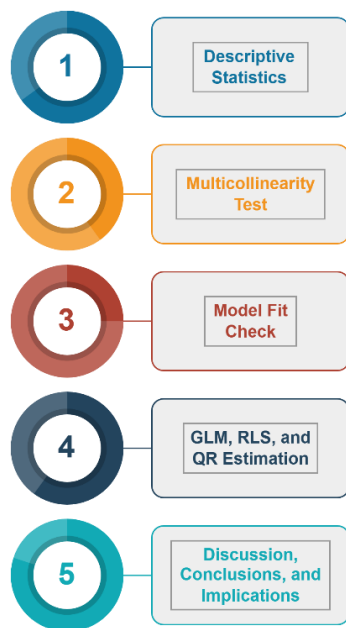 1
Descriptive
Statistics
2
Multicollinearity
Test
3
Model Fit
Check
4
GLM, RLS, and
QR Estimation
5
Discussion,
Conclusions, and
Implications